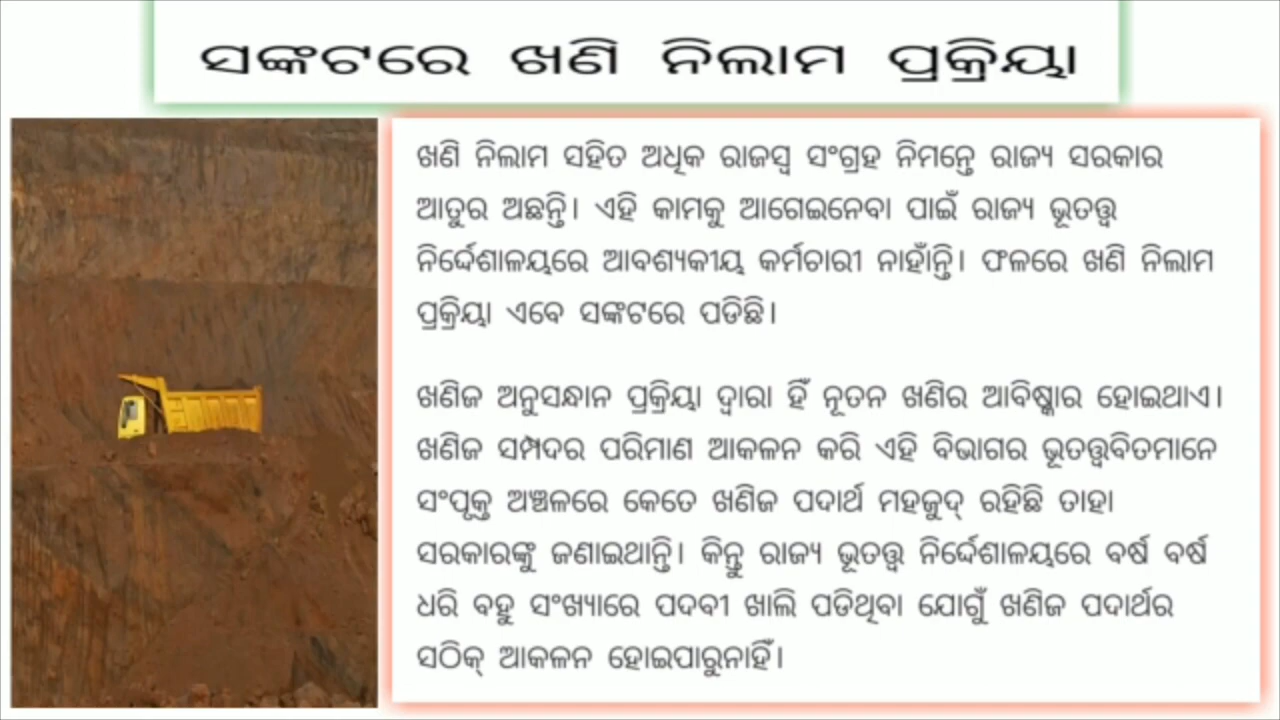 ସଙ୍କଟରେ ଖଣି ନିଲାମ ପ୍ରକ୍ରିୟା
ଖଣି ନିଲାମ ସହିତ ଅଧିକ ରାଜସ୍ୱ ସଂଗ୍ରହ ନିମନ୍ତେ ରାଜ୍ୟ ସରକାର
ଆତୁର ଅଛନ୍ତି। ଏହି କାମକୁ ଆଗେଇନେବା ପାଇଁ ରାଜ୍ୟ ଭୂତତ୍ତ୍ୱ
ନିର୍ଦ୍ଦେଶାଳୟରେ ଆବଶ୍ୟକୀୟ କର୍ମଚାରୀ ନାହାଁନ୍ତି। ଫଳରେ ଖଣି ନିଲାମ
ପ୍ରକ୍ରିୟା ଏବେ ସଙ୍କଟରେ ପଡିଛି।
ଖଣିଜ ଅନୁସନ୍ଧାନ ପ୍ରକ୍ରିୟା ଦ୍ୱାରା ହିଁ ନୂତନ ଖଣିର ଆବିଷ୍କାର ହୋଇଥାଏ।
ଖଣିଜ ସମ୍ପଦର ପରିମାଣ ଆକଳନ କରି ଏହି ବିଭାଗର ଭୂତତ୍ତ୍ୱବିତମାନେ
ସଂପୃକ୍ତ ଅଞ୍ଚଳରେ କେତେ ଖଣିଜ ପଦାର୍ଥ ମହଜୁଦ୍ ରହିଛି ତାହା
ସରକାରଙ୍କୁ ଜଣାଇଥାନ୍ତି। କିନ୍ତୁ ରାଜ୍ୟ ଭୂତତ୍ତ୍ୱ ନିର୍ଦ୍ଦେଶାଳୟରେ ବର୍ଷ ବର୍ଷ
ଧରି ବହୁ ସଂଖ୍ୟାରେ ପଦବୀ ଖାଲି ପଡିଥିବା ଯୋଗୁଁ ଖଣିଜ ପଦାର୍ଥର
ସଠିକ୍ ଆକଳନ ହୋଇପାରୁନାହିଁ।